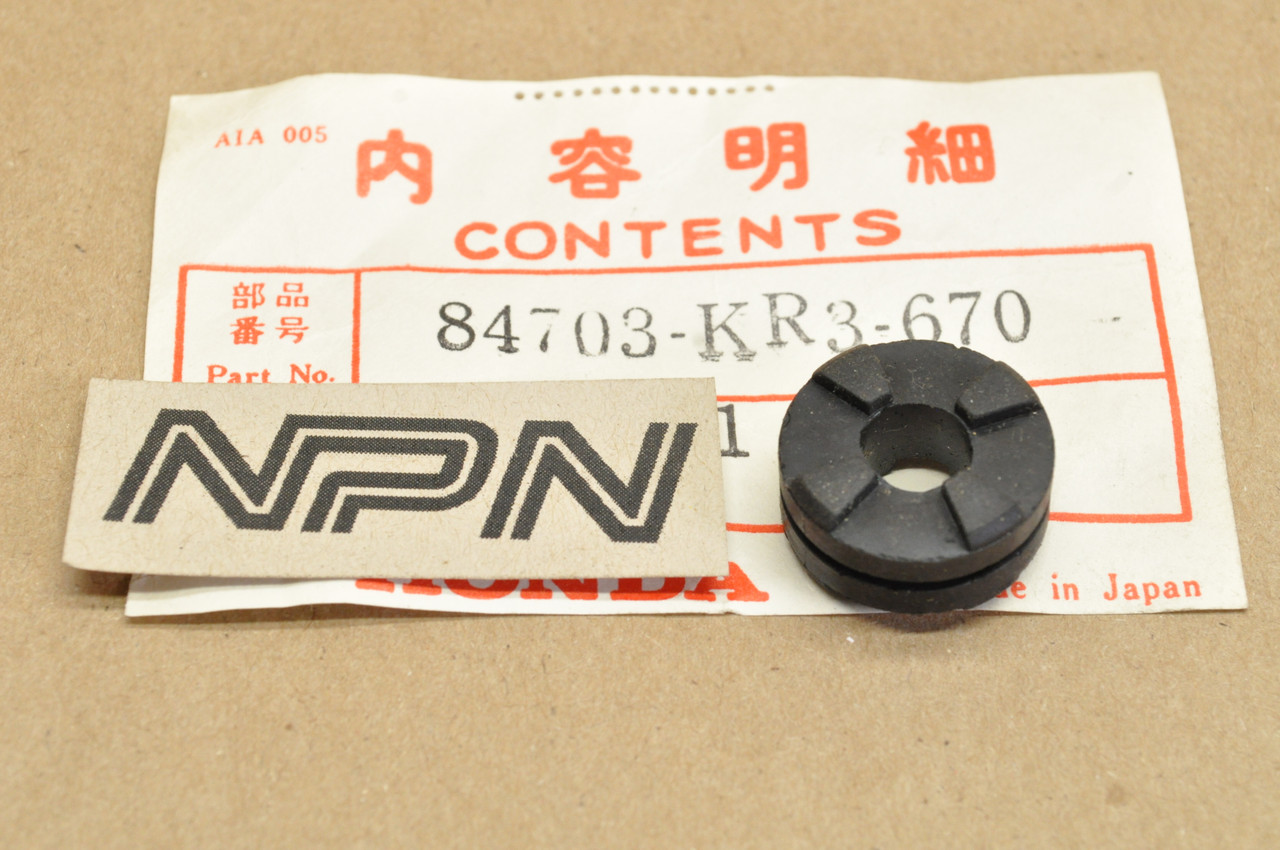 AIA 005
内容明細
CONTENTS
部品
番号
Part No.
84703-KR3-670
1
NPN
HONDA
in Japan